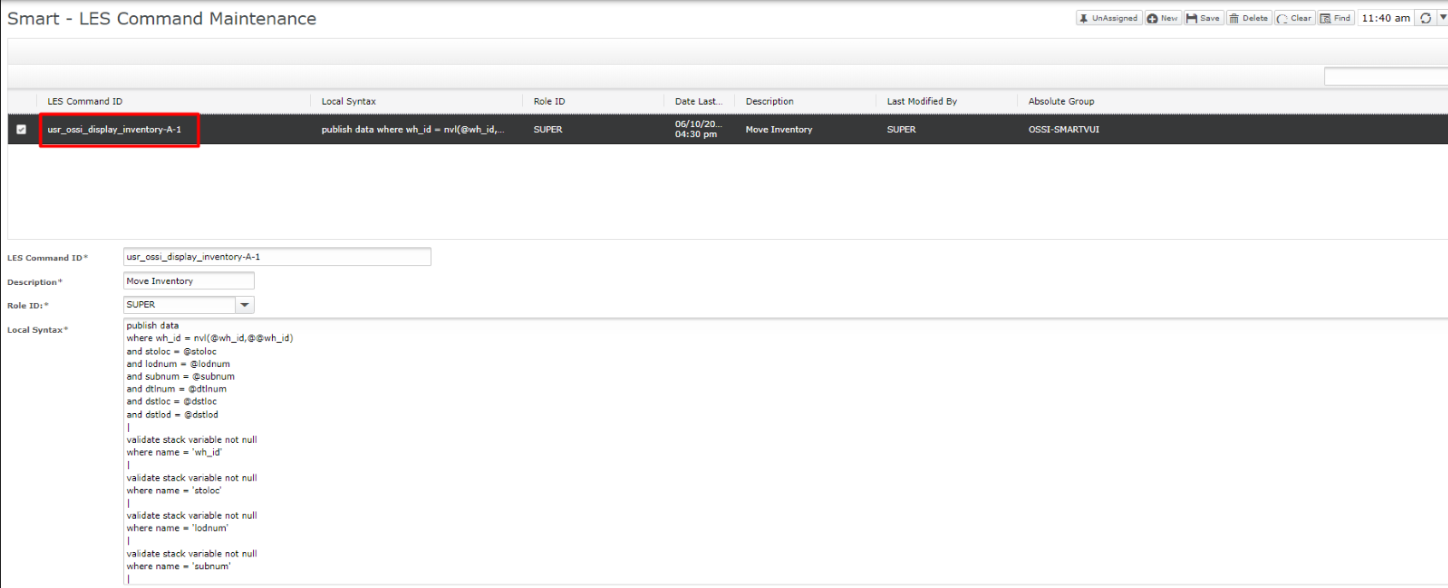 Smart - LES Command Maintenance
UnAssigned New Save Delete Clear Find 11:40 am
LES Command ID Local Syntax Role ID Date Last... Description Last Modified By Absolute Group
usr_ossi_display_inventory-A-1 publish data where wh_id = nvl(@wh_id,... SUPER 06/10/20... 04:30 pm Move Inventory SUPER OSSI-SMARTVUI
LES Command ID* usr_ossi_display_inventory-A-1
Description* Move Inventory
Role ID:* SUPER
Local Syntax* publish data
where wh_id = nvl(@wh_id,@@wh_id)
and stoloc = @stoloc
and lodnum = @lodnum
and subnum = @subnum
and dtlnum = @dtlnum
and dstloc = @dstloc
and dstlod = @dstlod
|
validate stack variable not null
where name = 'wh_id'
|
validate stack variable not null
where name = 'stoloc'
|
validate stack variable not null
where name = 'lodnum'
|
validate stack variable not null
where name = 'subnum'
|